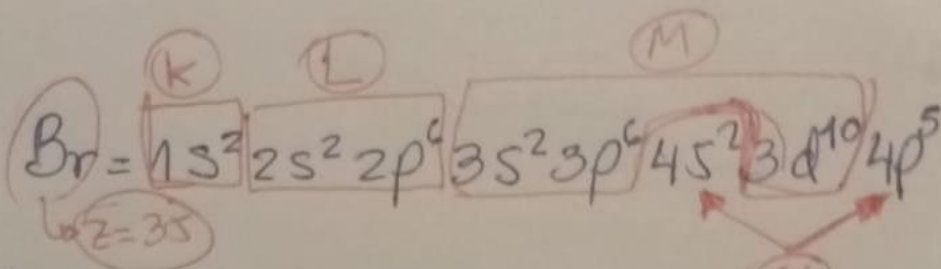 K L M
Br = 1s² 2s² 2p⁶ 3s² 3p⁶ 4s² 3d¹⁰ 4p⁵
z=35